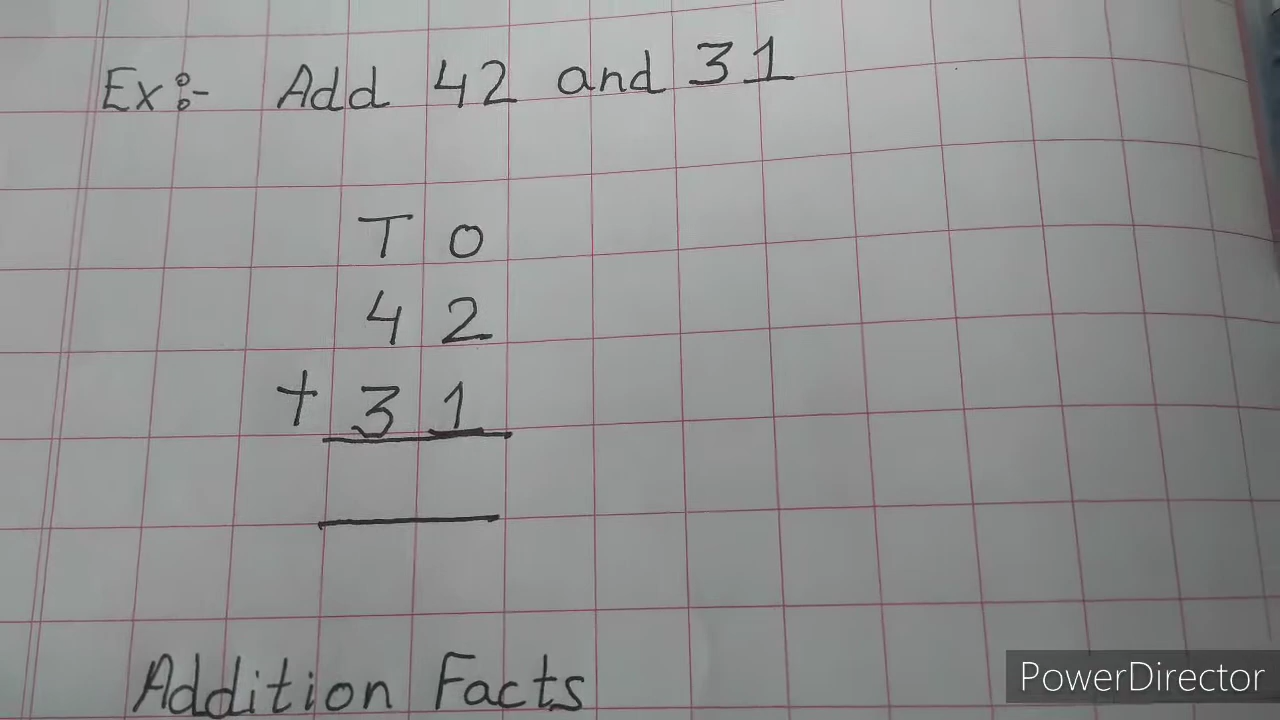 Ex:- Add 42 and 31
T O
4 2
+ 3 1
Addition Facts
PowerDirector